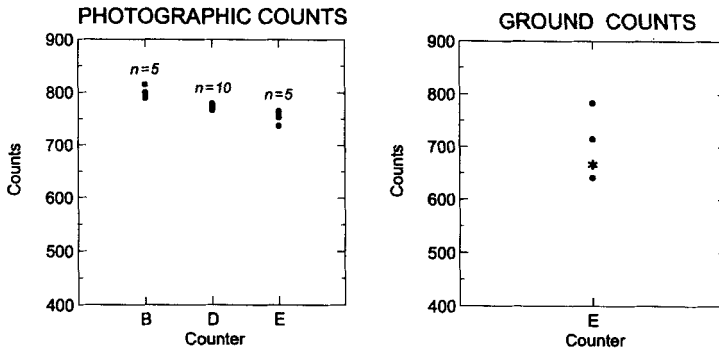 PHOTOGRAPHIC COUNTS
900
800
700
600
500
400
Counts
n=5
n=10
n=5
B D E
Counter
GROUND COUNTS
900
800
700
600
500
400
Counts
*
E
Counter